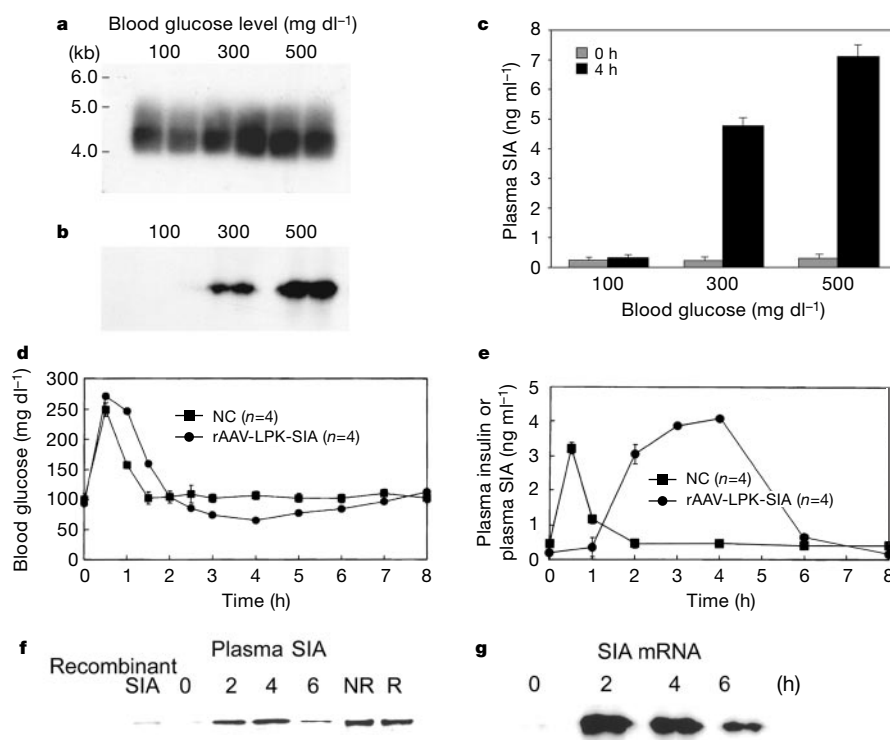 a
Blood glucose level (mg dl⁻¹)
100 300 500
(kb)
6.0
5.0
4.0
b
100 300 500
c
Plasma SIA (ng ml⁻¹)
8
7
6
5
4
3
2
1
0
0 h
4 h
100 300 500
Blood glucose (mg dl⁻¹)
d
Blood glucose (mg dl⁻¹)
300
250
200
150
100
50
0
NC (n=4)
rAAV-LPK-SIA (n=4)
0 1 2 3 4 5 6 7 8
Time (h)
e
Plasma insulin or
plasma SIA (ng ml⁻¹)
5
4
3
2
1
0
NC (n=4)
rAAV-LPK-SIA (n=4)
0 1 2 3 4 5 6 7 8
Time (h)
f
Plasma SIA
Recombinant
SIA 0 2 4 6 NR R
g
SIA mRNA
0 2 4 6 (h)